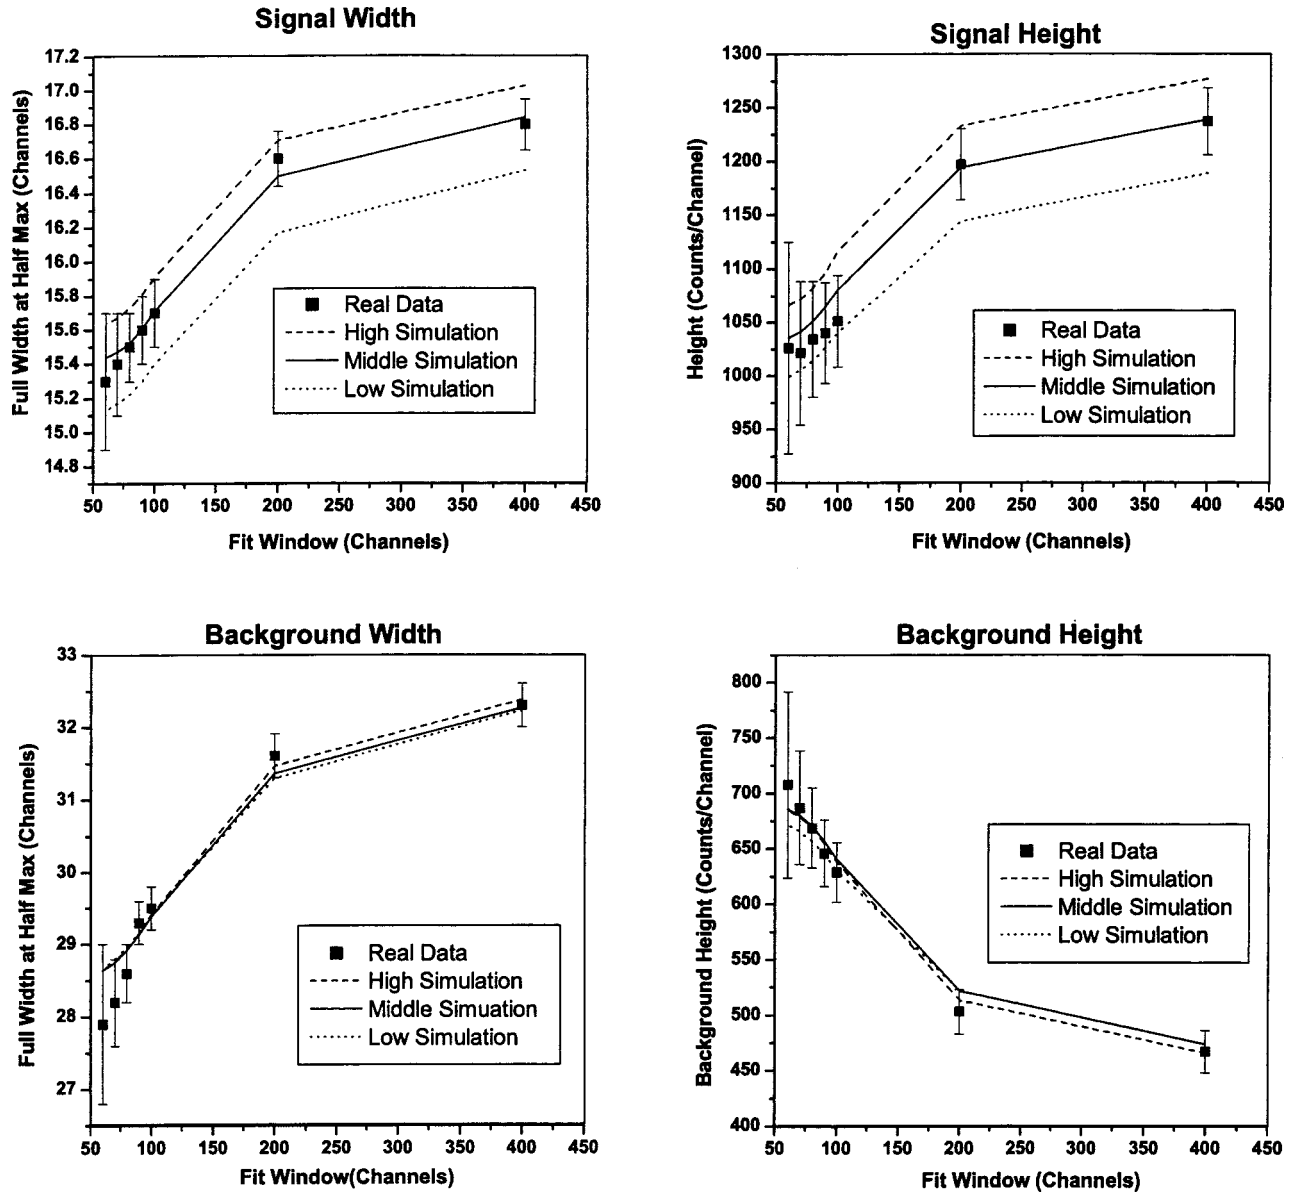 Signal Width
17.2
17.0
16.8
16.6
16.4
16.2
16.0
15.8
15.6
15.4
15.2
15.0
14.8
Full Width at Half Max (Channels)
Real Data
High Simulation
Middle Simulation
Low Simulation
50 100 150 200 250 300 350 400 450
Fit Window (Channels)
Signal Height
1300
1250
1200
1150
1100
1050
1000
950
900
Height (Counts/Channel)
Real Data
High Simulation
Middle Simulation
Low Simulation
50 100 150 200 250 300 350 400 450
Fit Window (Channels)
Background Width
33
32
31
30
29
28
27
Full Width at Half Max (Channels)
Real Data
High Simulation
Middle Simuation
Low Simulation
50 100 150 200 250 300 350 400 450
Fit Window(Channels)
Background Height
800
750
700
650
600
550
500
450
400
Background Height (Counts/Channel)
Real Data
High Simulation
Middle Simulation
Low Simulation
50 100 150 200 250 300 350 400 450
Fit Window (Channels)